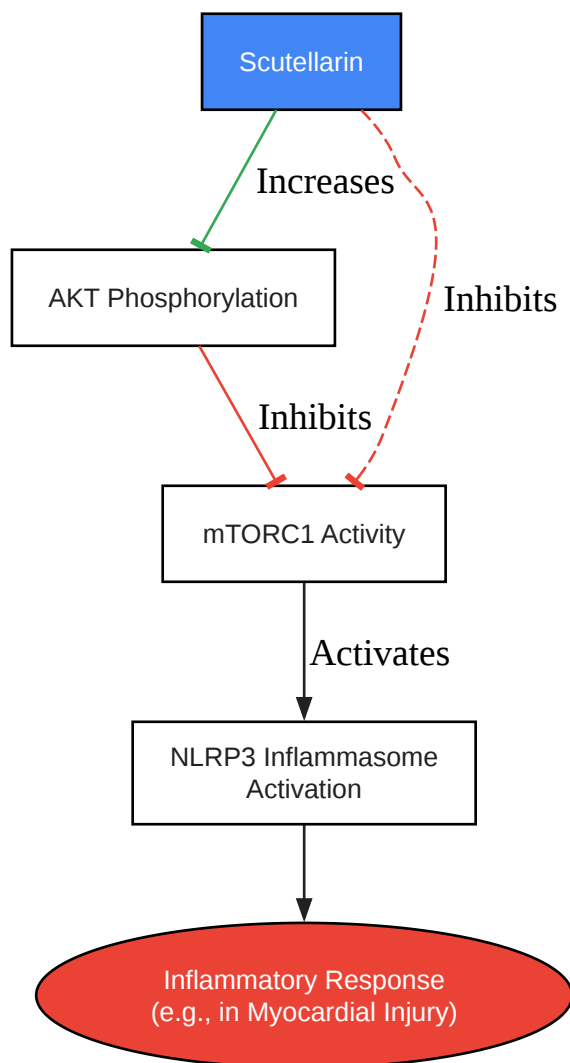 Scutellarin
Increases
AKT Phosphorylation
Inhibits
Inhibits
mTORC1 Activity
Activates
NLRP3 Inflammasome
Activation
Inflammatory Response
(e.g., in Myocardial Injury)